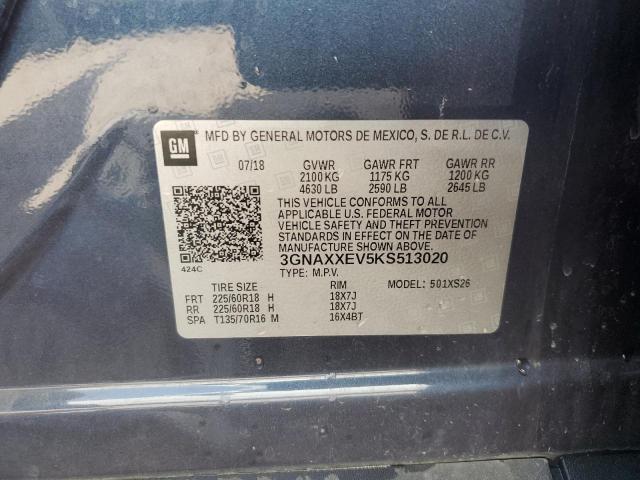 GM MFD BY GENERAL MOTORS DE MEXICO, S. DE R.L. DE C.V.
07/18 GVWR GAWR FRT GAWR RR
2100 KG 1175 KG 1200 KG
4630 LB 2590 LB 2645 LB
THIS VEHICLE CONFORMS TO ALL
APPLICABLE U.S. FEDERAL MOTOR
VEHICLE SAFETY AND THEFT PREVENTION
STANDARDS IN EFFECT ON THE DATE OF
MANUFACTURE SHOWN ABOVE.
424C 3GNAXXEV5KS513020
TYPE: M.P.V.
TIRE SIZE RIM MODEL: 501XS26
FRT 225/60R18 H 18X7J
RR 225/60R18 H 18X7J
SPA T135/70R16 M 16X4BT